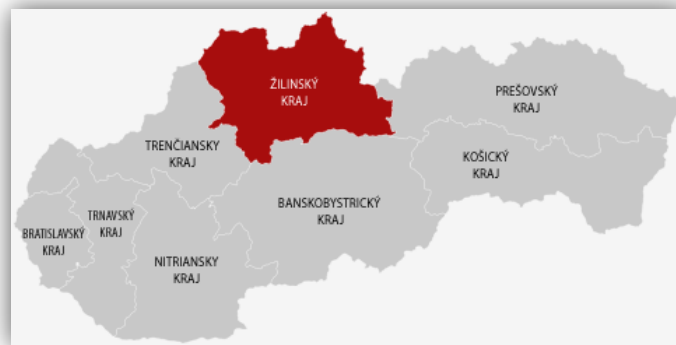 ŽILINSKÝ
KRAJ
PREŠOVSKÝ
KRAJ
TRENČIANSKY
KRAJ
KOŠICKÝ
KRAJ
BANSKOBYSTRICKÝ
KRAJ
TRNAVSKÝ
KRAJ
BRATISLAVSKÝ
KRAJ
NITRIANSKY
KRAJ